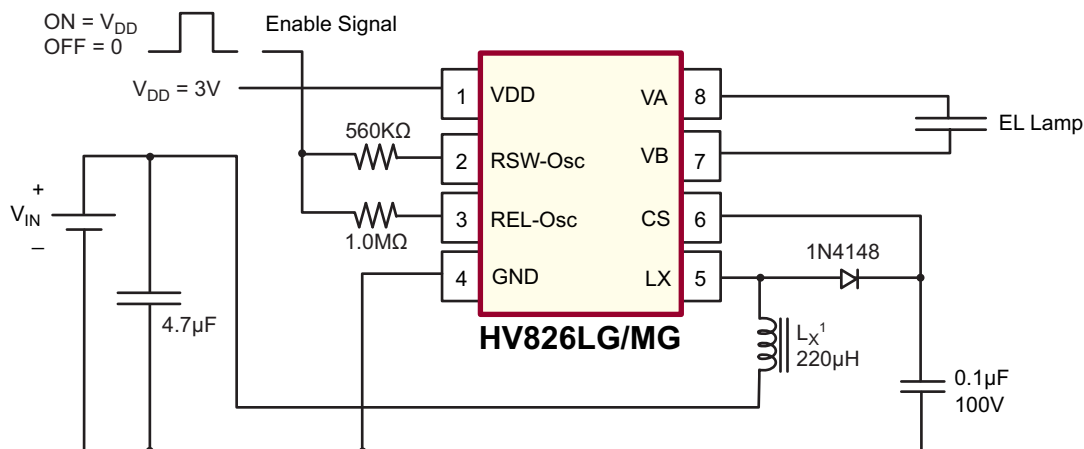 ON = VDD
OFF = 0
Enable Signal
VDD = 3V
560KΩ
1.0MΩ
+
VIN
–
4.7µF
1 VDD
2 RSW-Osc
3 REL-Osc
4 GND
VA 8
VB 7
CS 6
LX 5
HV826LG/MG
EL Lamp
1N4148
LX1
220µH
0.1µF
100V